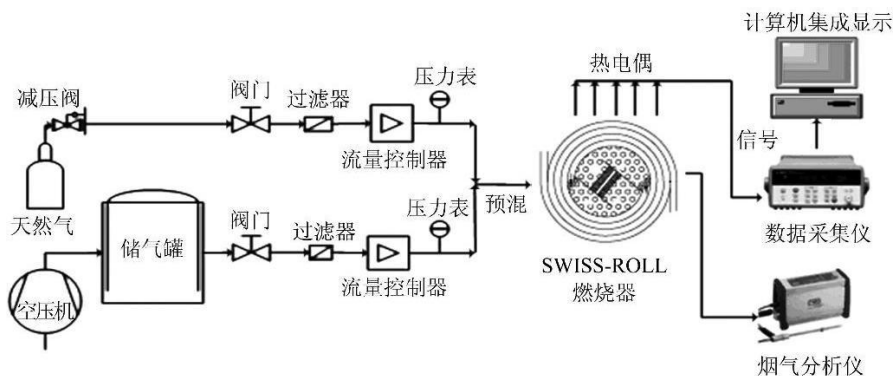 计算机集成显示
热电偶
压力表
减压阀
阀门
过滤器
流量控制器
信号
天然气
储气罐
阀门
过滤器
压力表
预混
数据采集仪
流量控制器
SWISS-ROLL
燃烧器
空压机
烟气分析仪